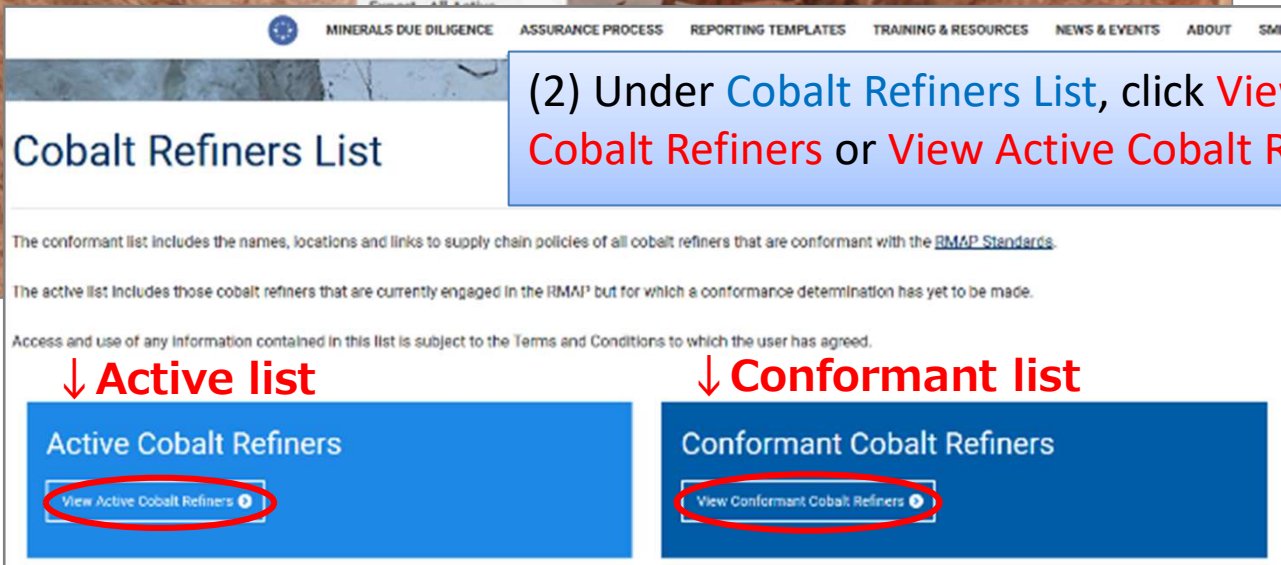 MINERALS DUE DILIGENCE ASSURANCE PROCESS REPORTING TEMPLATES TRAINING & RESOURCES NEWS & EVENTS ABOUT
(2) Under Cobalt Refiners List, click
Cobalt Refiners or View Active Cobalt
Cobalt Refiners List
The conformant list includes the names, locations and links to supply chain policies of all cobalt refiners that are conformant with the RMAP Standards.
The active list includes those cobalt refiners that are currently engaged in the RMAP but for which a conformance determination has yet to be made.
Access and use of any information contained in this list is subject to the Terms and Conditions to which the user has agreed.
↓Active list
↓Conformant list
Active Cobalt Refiners
View Active Cobalt Refiners
Conformant Cobalt Refiners
View Conformant Cobalt Refiners